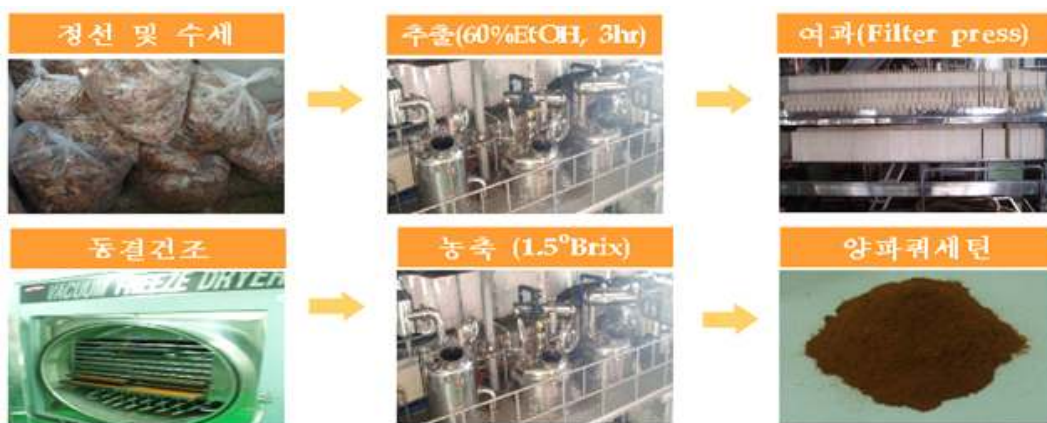 정선 및 수세
추출(60%EtOH, 3hr)
여과(Filter press)
동결건조
농축 (1.5°Brix)
양파퀘세틴
VACUUM FREEZE DRYER